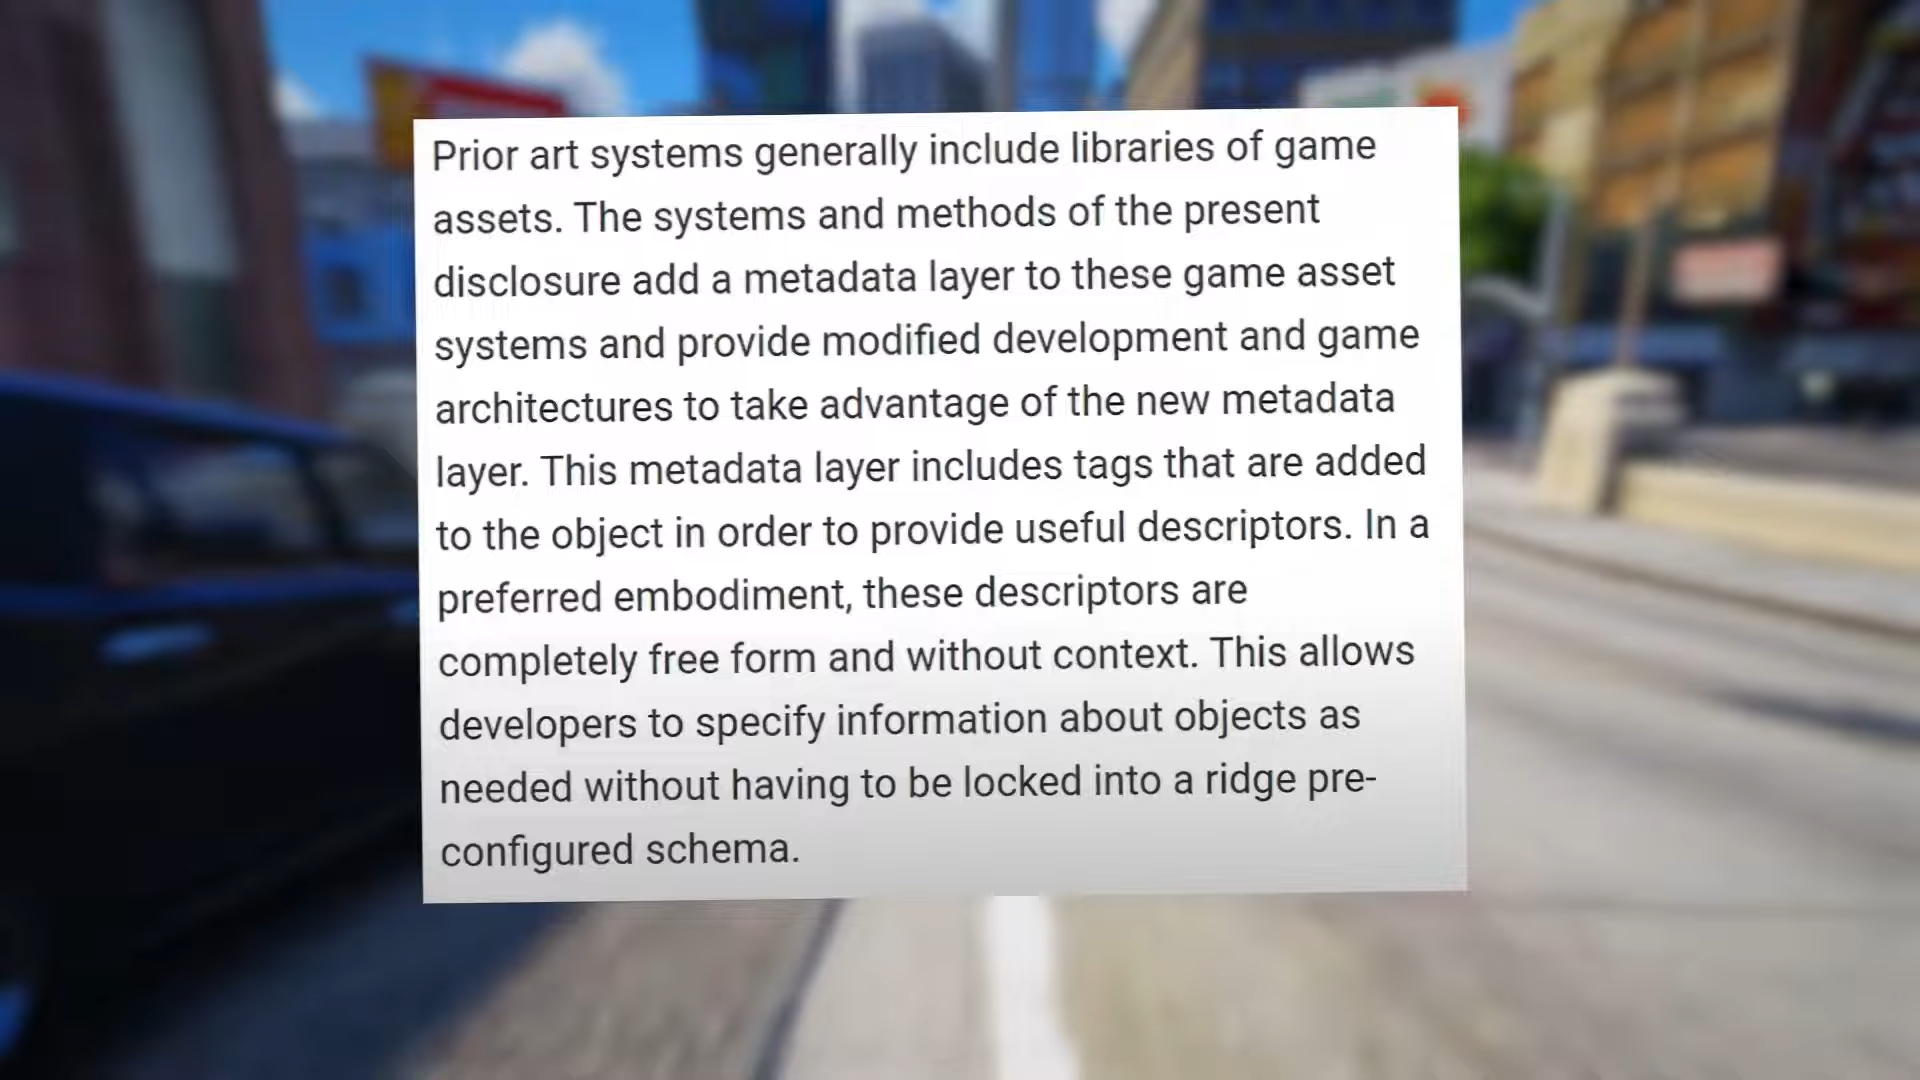 Prior art systems generally include libraries of game
assets. The systems and methods of the present
disclosure add a metadata layer to these game asset
systems and provide modified development and game
architectures to take advantage of the new metadata
layer. This metadata layer includes tags that are added
to the object in order to provide useful descriptors. In a
preferred embodiment, these descriptors are
completely free form and without context. This allows
developers to specify information about objects as
needed without having to be locked into a ridge pre-
configured schema.